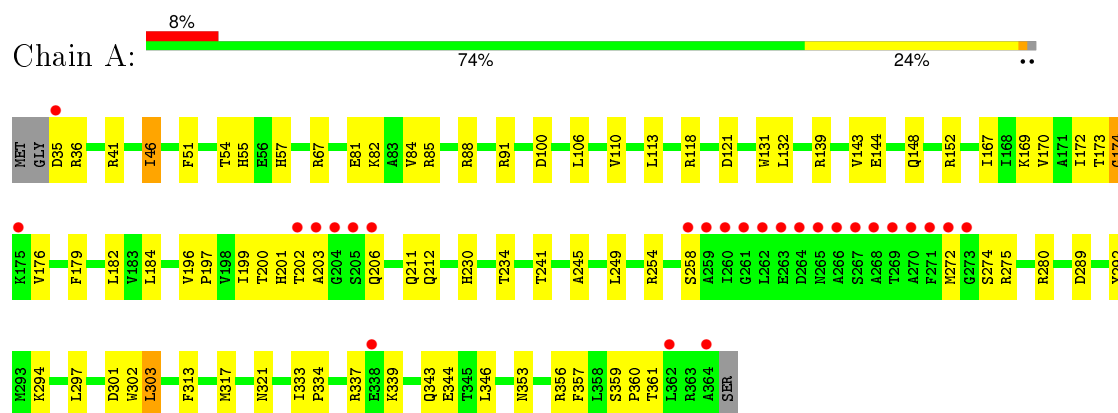 8%
Chain A:
74% 24% ••
MET GLY D35 R36 R41 I46 F51 T54 H55 E56 H57 R67 E81 K82 A83 V84 R85 R88 R91 D100 L106 V110 L113 R118 D121 W131 L132 R139 V143 E144 Q148 R152 I167 I168 K169 V170 A171 I172 T173 G174
K175 V176 F179 L182 V183 L184 V196 P197 V198 I199 T200 H201 T202 A203 G204 S205 Q206 Q211 Q212 H230 T234 T241 A245 L249 R254 S258 A259 I260 G261 L262 E263 D264 N265 A266 S267 A268 T269 A270 F271 M272 G273 S274 R275 R280 D289 Y292
M293 K294 L297 D301 W302 L303 F313 M317 N321 I333 P334 R337 E338 K339 Q343 E344 T345 L346 N353 R356 F357 L358 S359 P360 T361 L362 R363 A364 SER